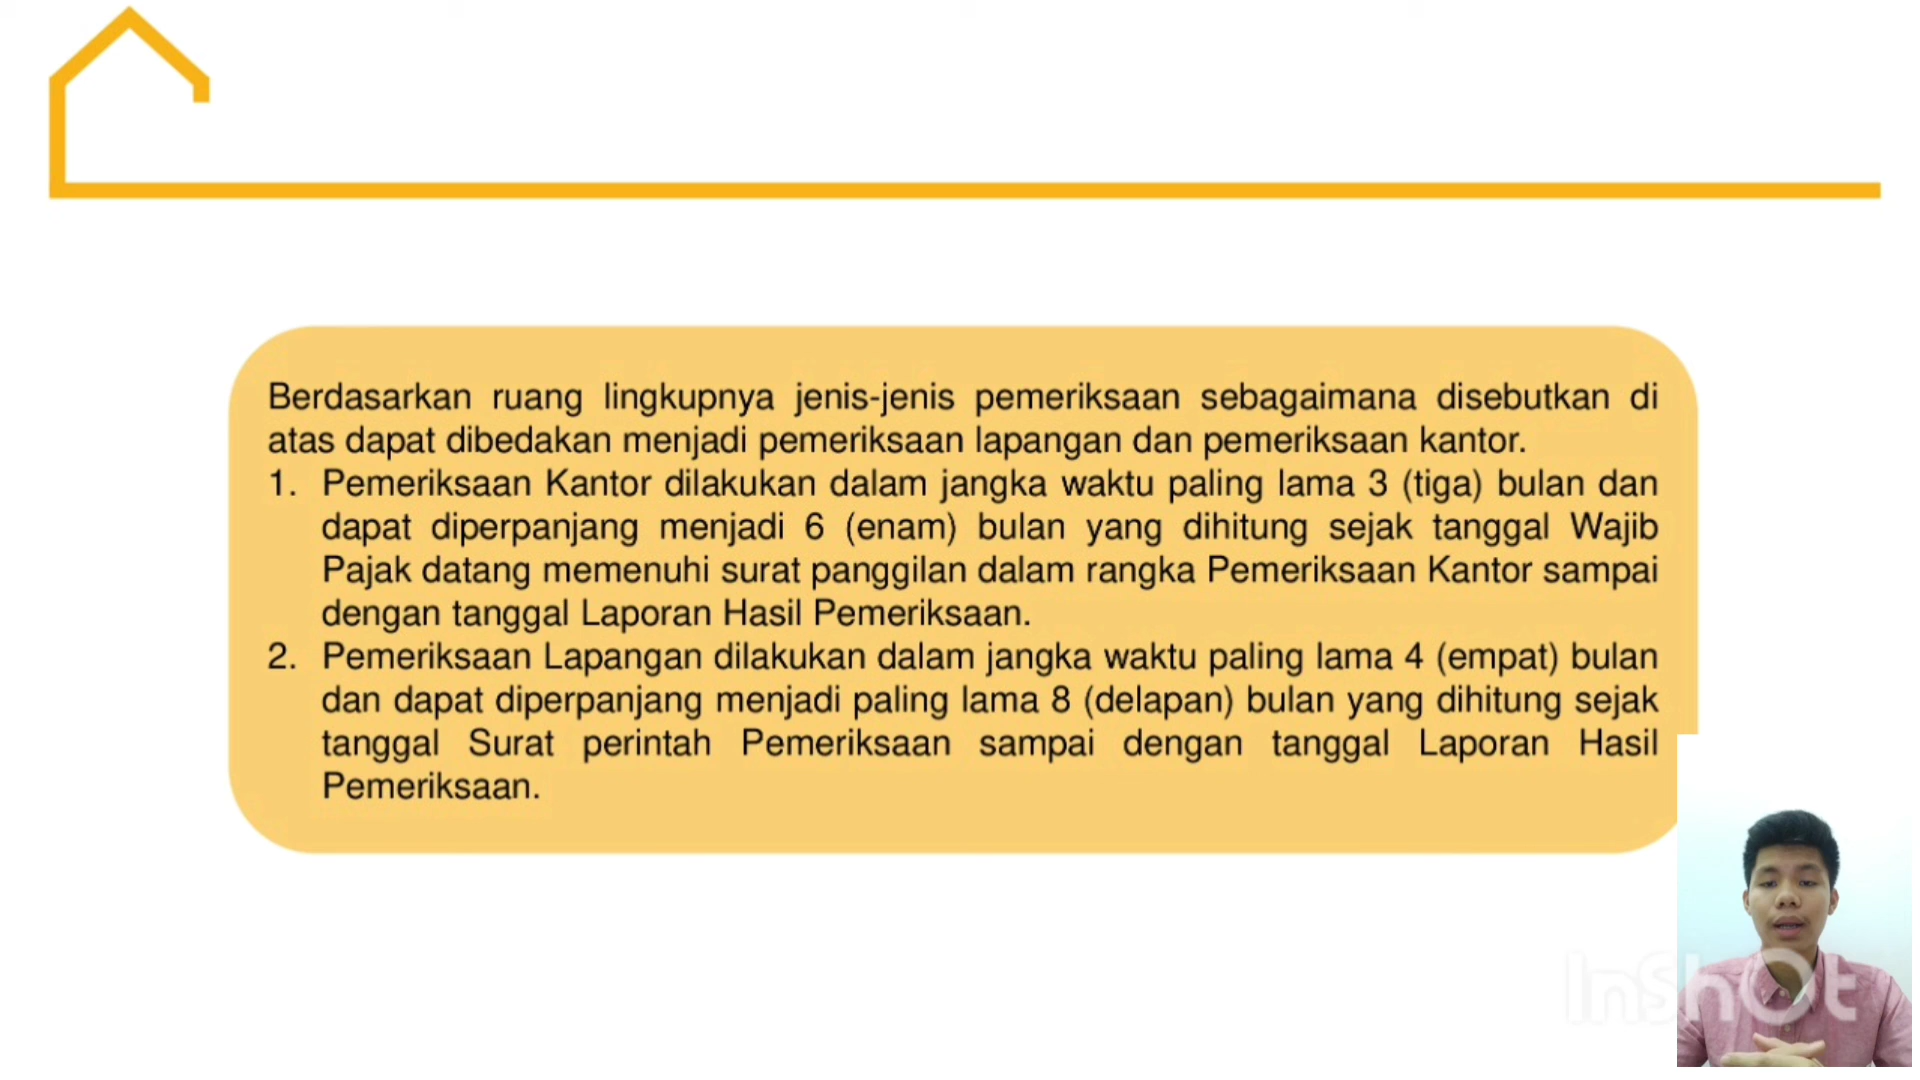 Berdasarkan ruang lingkupnya jenis-jenis pemeriksaan sebagaimana disebutkan di
atas dapat dibedakan menjadi pemeriksaan lapangan dan pemeriksaan kantor.
1. Pemeriksaan Kantor dilakukan dalam jangka waktu paling lama 3 (tiga) bulan dan
dapat diperpanjang menjadi 6 (enam) bulan yang dihitung sejak tanggal Wajib
Pajak datang memenuhi surat panggilan dalam rangka Pemeriksaan Kantor sampai
dengan tanggal Laporan Hasil Pemeriksaan.
2. Pemeriksaan Lapangan dilakukan dalam jangka waktu paling lama 4 (empat) bulan
dan dapat diperpanjang menjadi paling lama 8 (delapan) bulan yang dihitung sejak
tanggal Surat perintah Pemeriksaan sampai dengan tanggal Laporan Hasil
Pemeriksaan.
InShOt